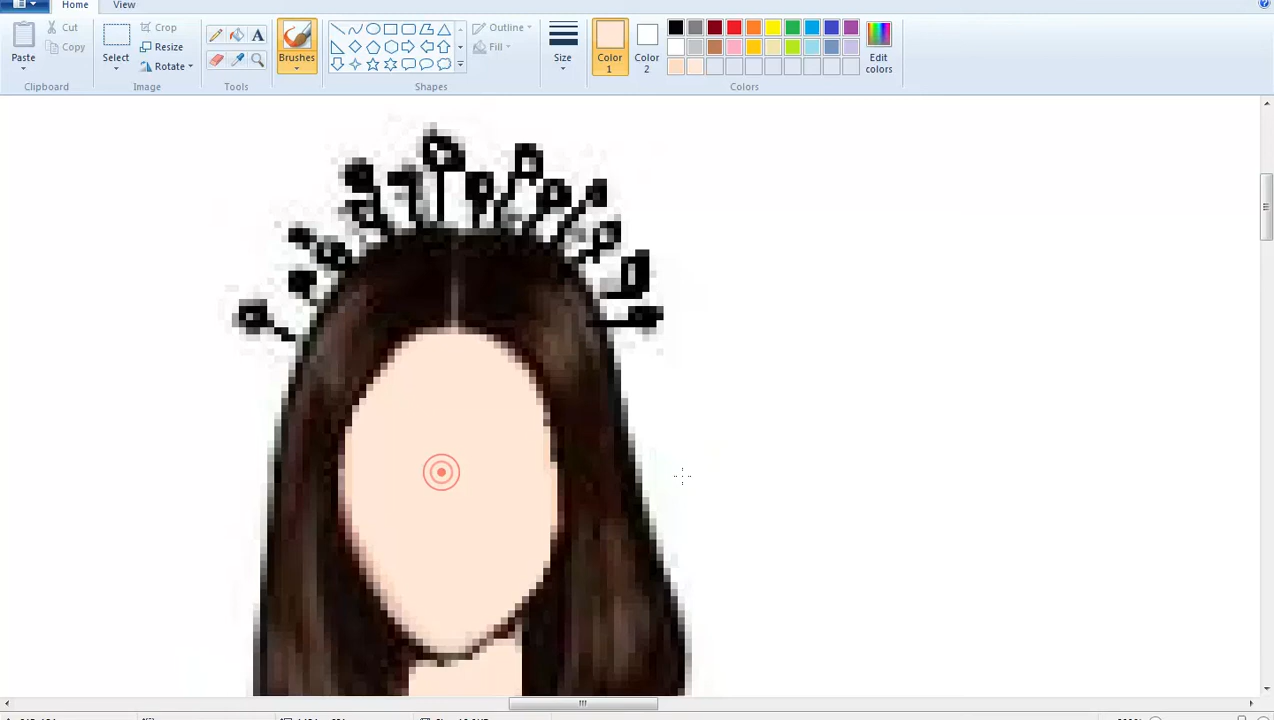 Home View
Cut
Copy
Paste
Clipboard
Select
Crop
Resize
Rotate
Image
Tools
Brushes
Outline
Fill
Shapes
Size
Color 1
Color 2
Edit colors
Colors